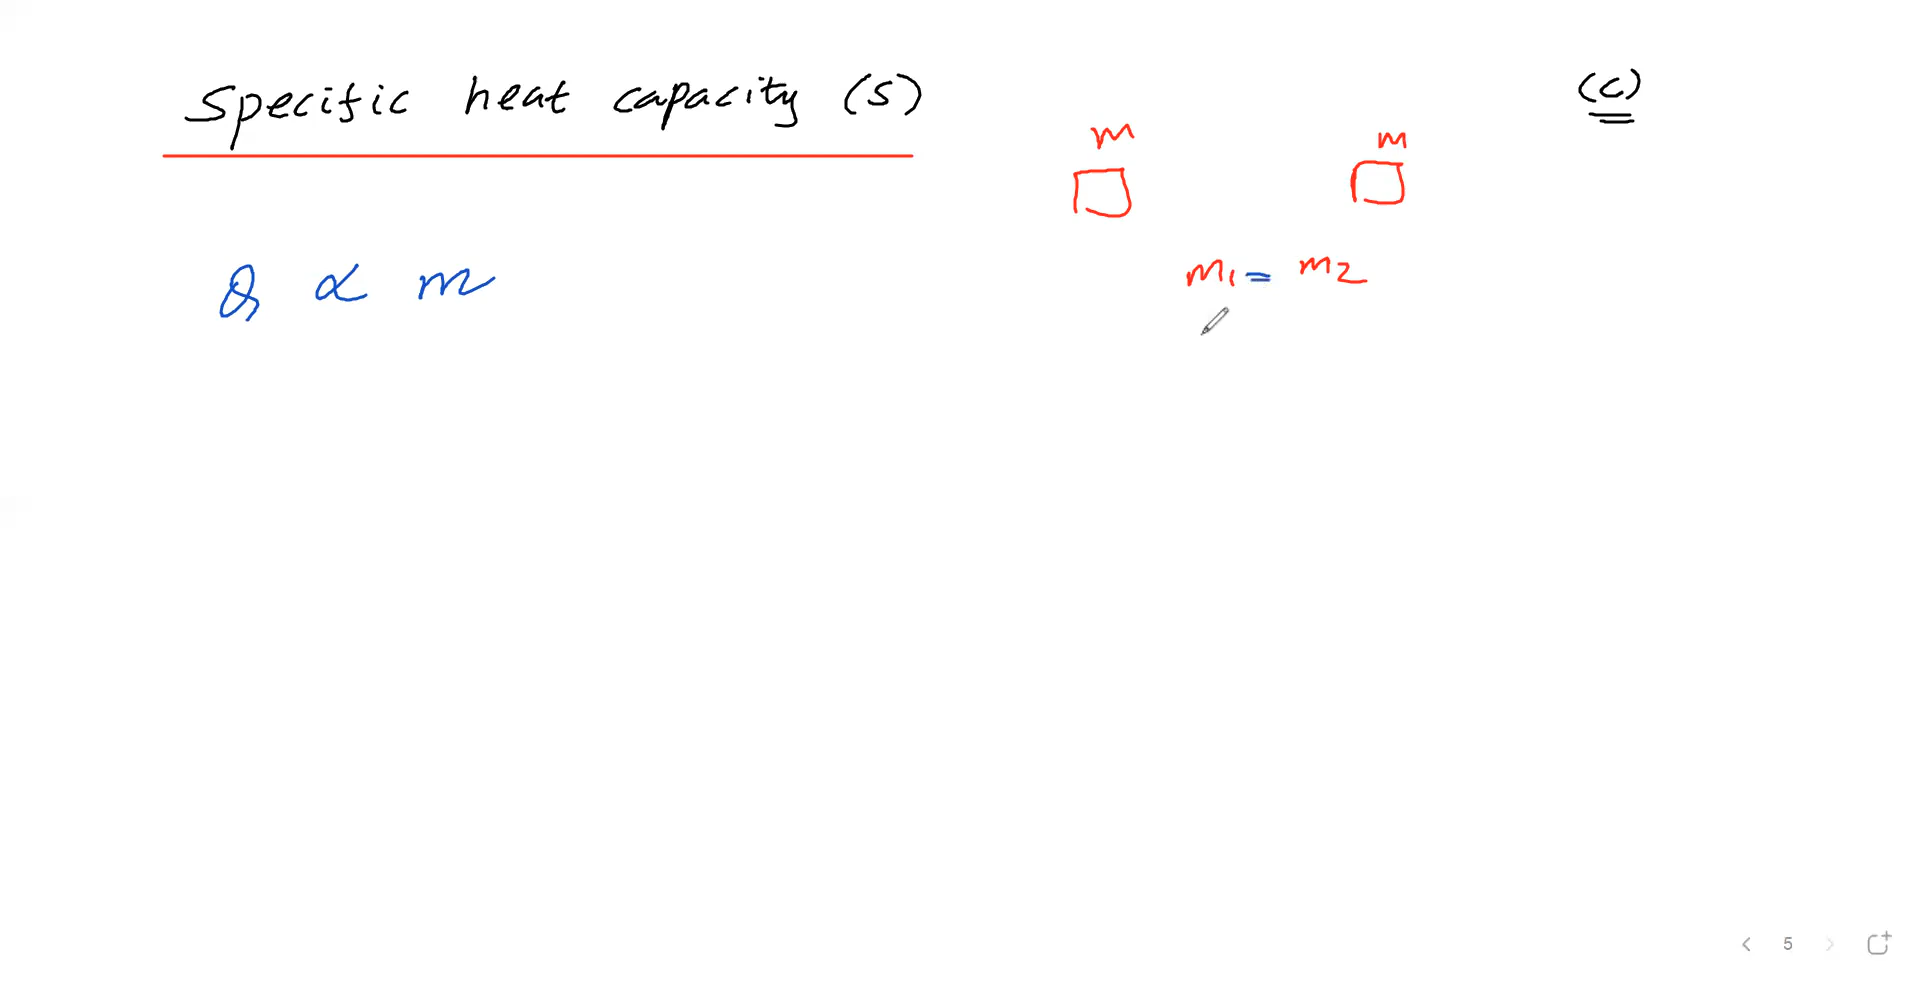 Specific heat capacity (s)
(c)
m m
Q ∝ m
m1 = m2
5